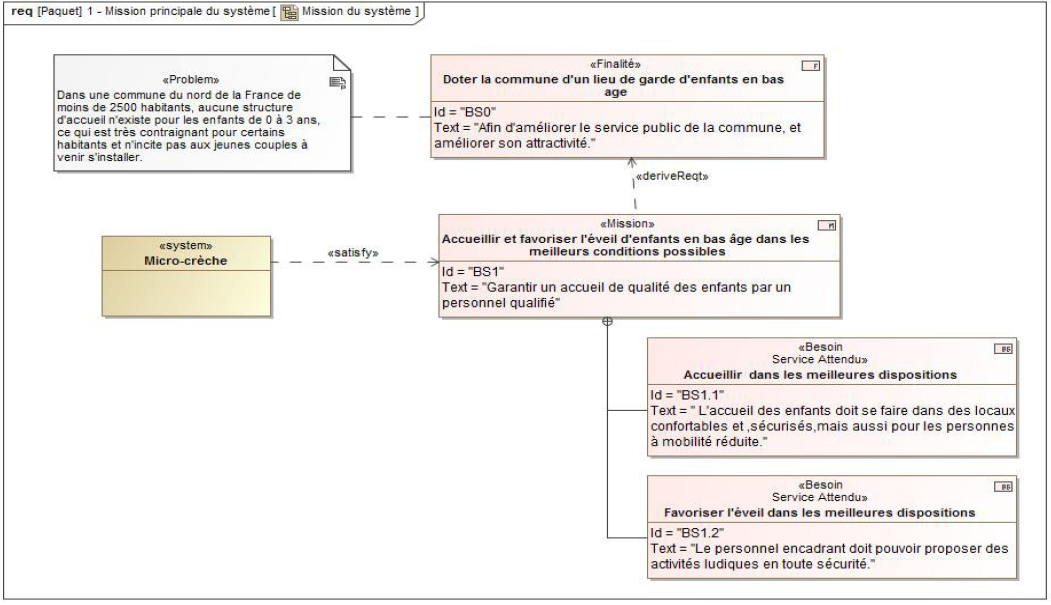 req [Paquet] 1 - Mission principale du système [ Mission du système ]
«Problem»
Dans une commune du nord de la France de
moins de 2500 habitants, aucune structure
d'accueil n'existe pour les enfants de 0 à 3 ans,
ce qui est très contraignant pour certains
habitants et n'incite pas aux jeunes couples à
venir s'installer.
«Finalité»
F
Doter la commune d'un lieu de garde d'enfants en bas
age
Id = "BS0"
Text = "Afin d'améliorer le service public de la commune, et
améliorer son attractivité."
«deriveReqt»
«system»
Micro-crèche
«satisfy»
«Mission»
M
Accueillir et favoriser l'éveil d'enfants en bas âge dans les
meilleurs conditions possibles
Id = "BS1"
Text = "Garantir un accueil de qualité des enfants par un
personnel qualifié"
«Besoin
Service Attendu»
Accueillir  dans les meilleures dispositions
Id = "BS1.1"
Text = " L'accueil des enfants doit se faire dans des locaux
confortables et ,sécurisés,mais aussi pour les personnes
à mobilité réduite."
«Besoin
Service Attendu»
Favoriser l'éveil dans les meilleures dispositions
Id = "BS1.2"
Text = "Le personnel encadrant doit pouvoir proposer des
activités ludiques en toute sécurité."